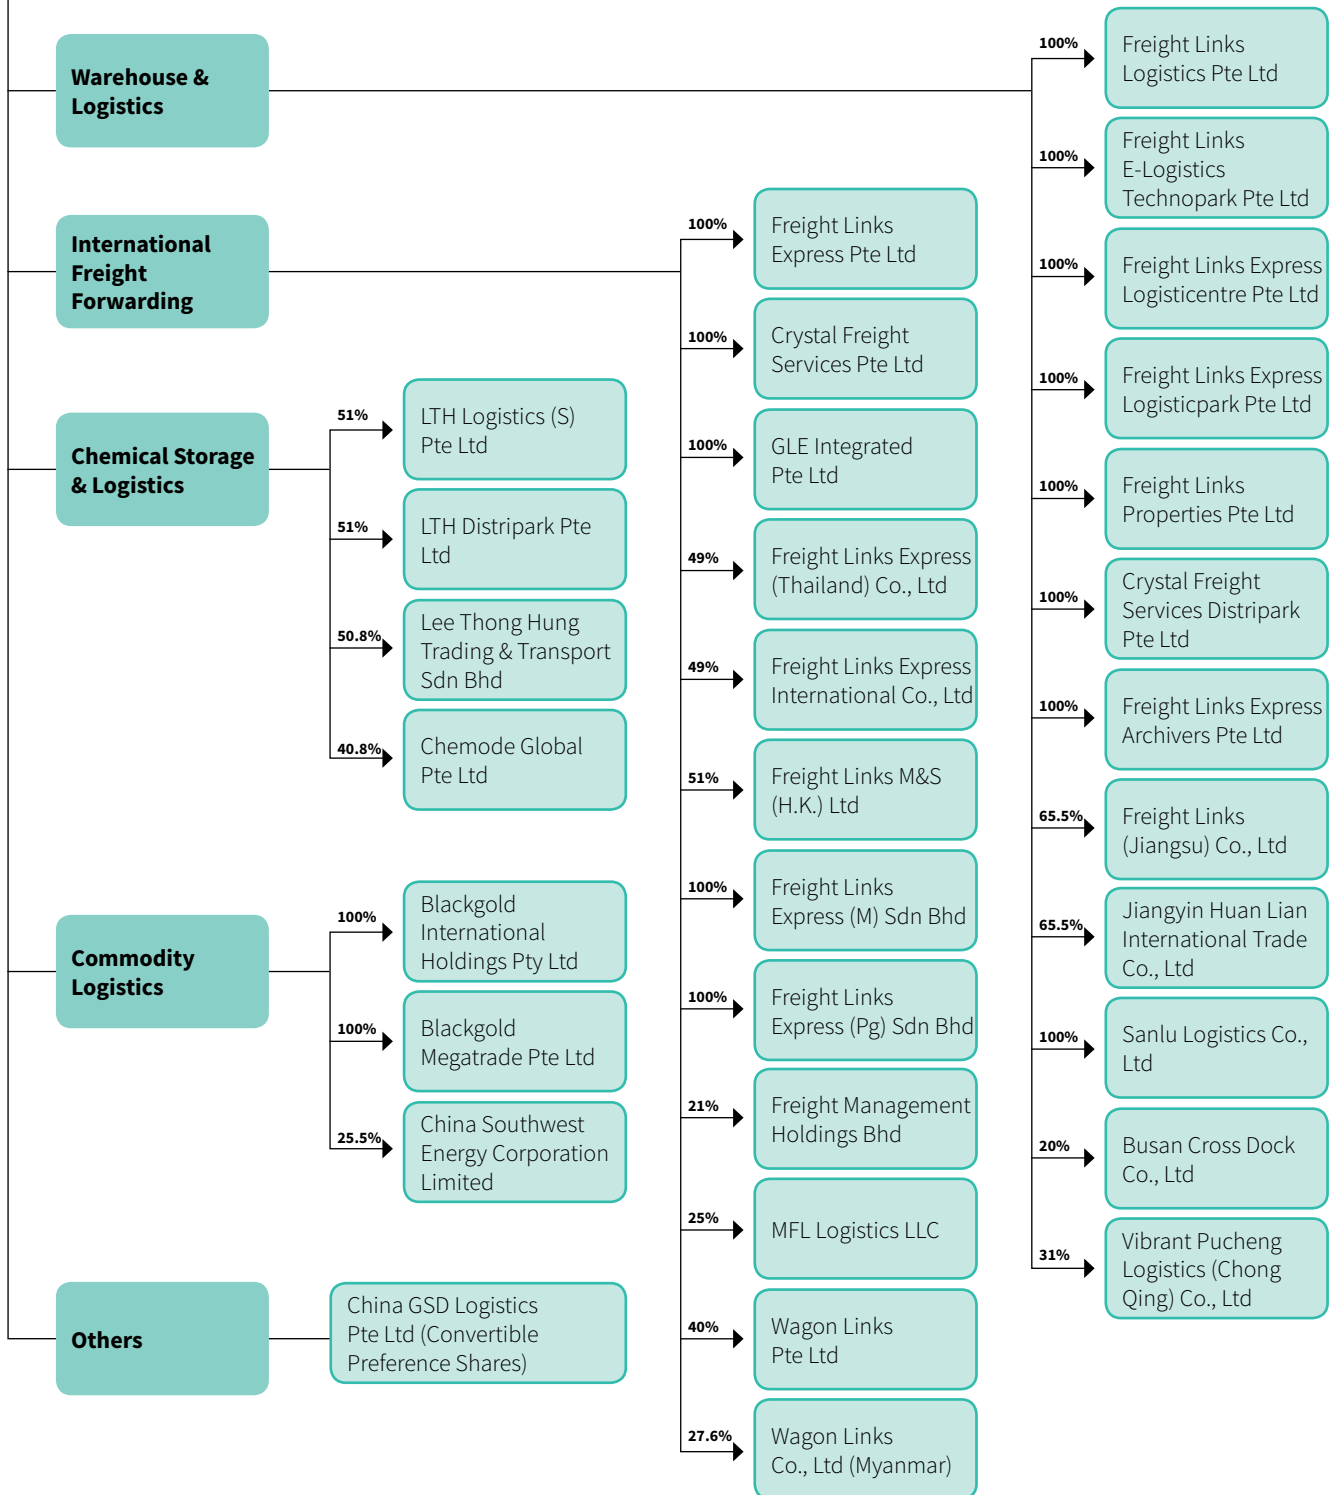 Warehouse &
Logistics
100%
Freight Links
Logistics Pte Ltd
100%
Freight Links
E-Logistics
Technopark Pte Ltd
100%
Freight Links Express
Logisticentre Pte Ltd
100%
Freight Links Express
Logisticpark Pte Ltd
100%
Freight Links
Properties Pte Ltd
100%
Crystal Freight
Services Distripark
Pte Ltd
100%
Freight Links Express
Archivers Pte Ltd
65.5%
Freight Links
(Jiangsu) Co., Ltd
65.5%
Jiangyin Huan Lian
International Trade
Co., Ltd
100%
Sanlu Logistics Co.,
Ltd
20%
Busan Cross Dock
Co., Ltd
31%
Vibrant Pucheng
Logistics (Chong
Qing) Co., Ltd
International
Freight
Forwarding
100%
Freight Links
Express Pte Ltd
100%
Crystal Freight
Services Pte Ltd
100%
GLE Integrated
Pte Ltd
49%
Freight Links Express
(Thailand) Co., Ltd
49%
Freight Links Express
International Co., Ltd
51%
Freight Links M&S
(H.K.) Ltd
100%
Freight Links
Express (M) Sdn Bhd
100%
Freight Links
Express (Pg) Sdn Bhd
21%
Freight Management
Holdings Bhd
25%
MFL Logistics LLC
40%
Wagon Links
Pte Ltd
27.6%
Wagon Links
Co., Ltd (Myanmar)
Chemical Storage
& Logistics
51%
LTH Logistics (S)
Pte Ltd
51%
LTH Distripark Pte
Ltd
50.8%
Lee Thong Hung
Trading & Transport
Sdn Bhd
40.8%
Chemode Global
Pte Ltd
Commodity
Logistics
100%
Blackgold
International
Holdings Pty Ltd
100%
Blackgold
Megatrade Pte Ltd
25.5%
China Southwest
Energy Corporation
Limited
Others
China GSD Logistics
Pte Ltd (Convertible
Preference Shares)